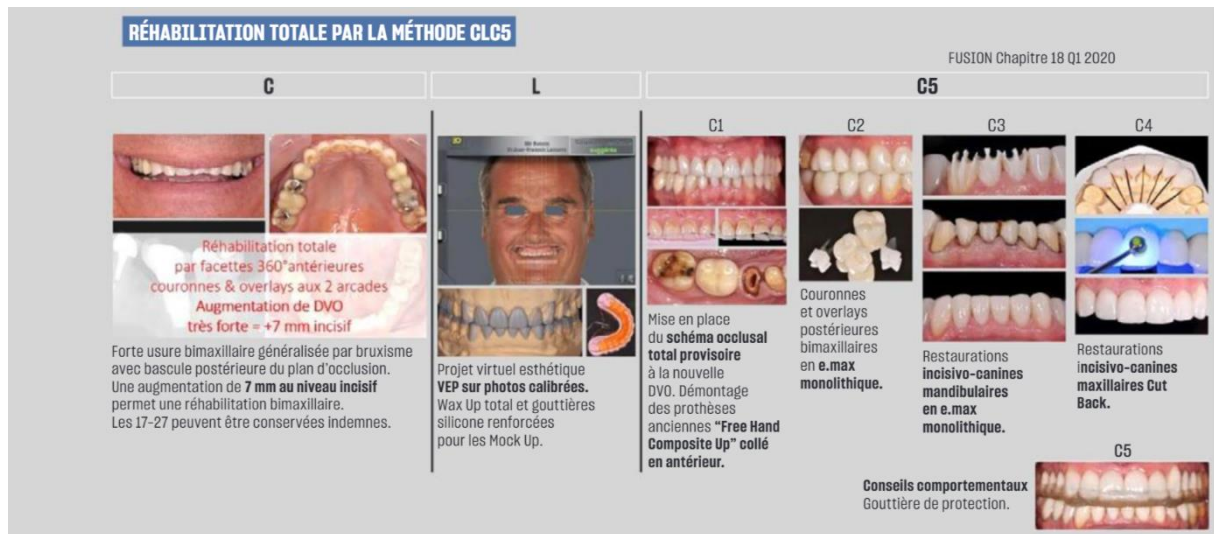 RÉHABILITATION TOTALE PAR LA MÉTHODE CLC5
FUSION Chapitre 18 Q1 2020
C
L
C5
Réhabilitation totale
par facettes 360°antérieures
couronnes & overlays aux 2 arcades
Augmentation de DVO
très forte = +7 mm incisif
Forte usure bimaxillaire généralisée par bruxisme
avec bascule postérieure du plan d’occlusion.
Une augmentation de 7 mm au niveau incisif
permet une réhabilitation bimaxillaire.
Les 17-27 peuvent être conservées indemnes.
Projet virtuel esthétique
VEP sur photos calibrées.
Wax Up total et gouttières
silicone renforcées
pour les Mock Up.
C1
Mise en place
du schéma occlusal
total provisoire
à la nouvelle
DVO. Démontage
des prothèses
anciennes “Free Hand
Composite Up” collé
en antérieur.
C2
Couronnes
et overlays
postérieures
bimaxillaires
en e.max
monolithique.
C3
Restaurations
incisivo-canines
mandibulaires
en e.max
monolithique.
C4
Restaurations
incisivo-canines
maxillaires Cut
Back.
C5
Conseils comportementaux
Gouttière de protection.